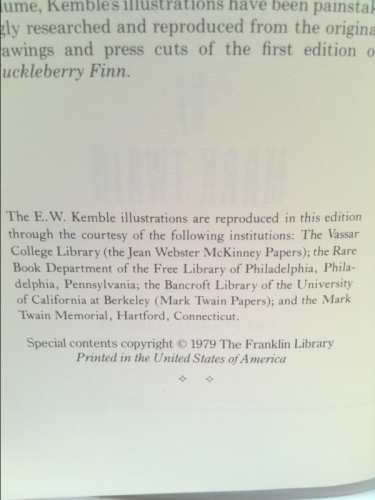 lume, Kemble's illustrations have been painstak
gly researched and reproduced from the origina
awings and press cuts of the first edition o
uckleberry Finn.
BY
MARK TWAIN
The E.W. Kemble illustrations are reproduced in this edition
through the courtesy of the following institutions: The Vassar
College Library (the Jean Webster McKinney Papers); the Rare
Book Department of the Free Library of Philadelphia, Phila-
delphia, Pennsylvania; the Bancroft Library of the University
of California at Berkeley (Mark Twain Papers); and the Mark
Twain Memorial, Hartford, Connecticut.
Special contents copyright © 1979 The Franklin Library
Printed in the United States of America